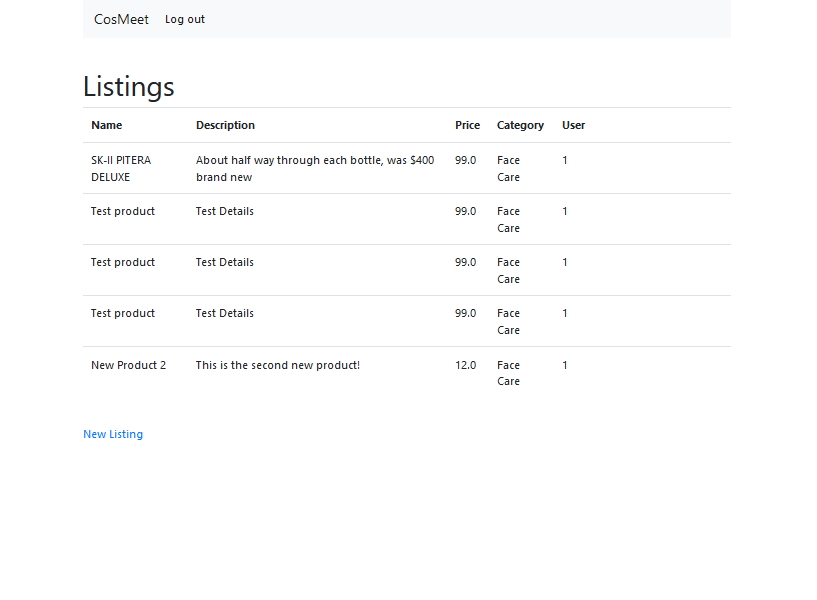 CosMeet Log out
Listings
Name Description Price Category User
SK-II PITERA About half way through each bottle, was $400 99.0 Face 1
DELUXE brand new Care
Test product Test Details 99.0 Face 1
Care
Test product Test Details 99.0 Face 1
Care
Test product Test Details 99.0 Face 1
Care
New Product 2 This is the second new product! 12.0 Face 1
Care
New Listing